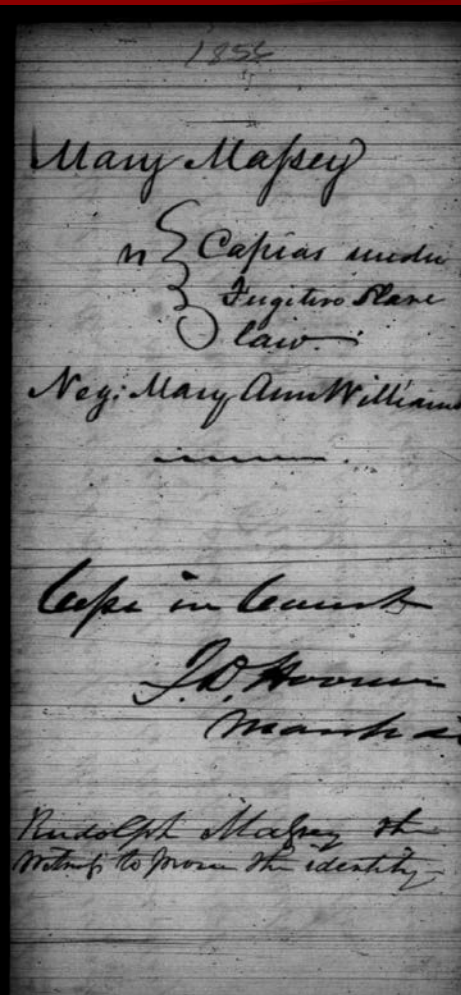 1856
Mary Massey
vs Capias under
Fugitive Slave
law.
Neg: Mary Ann Williams
Cepi in Court
J.D. Hoover
Marshal
Rudolph Massey the
Witness to prove the identity